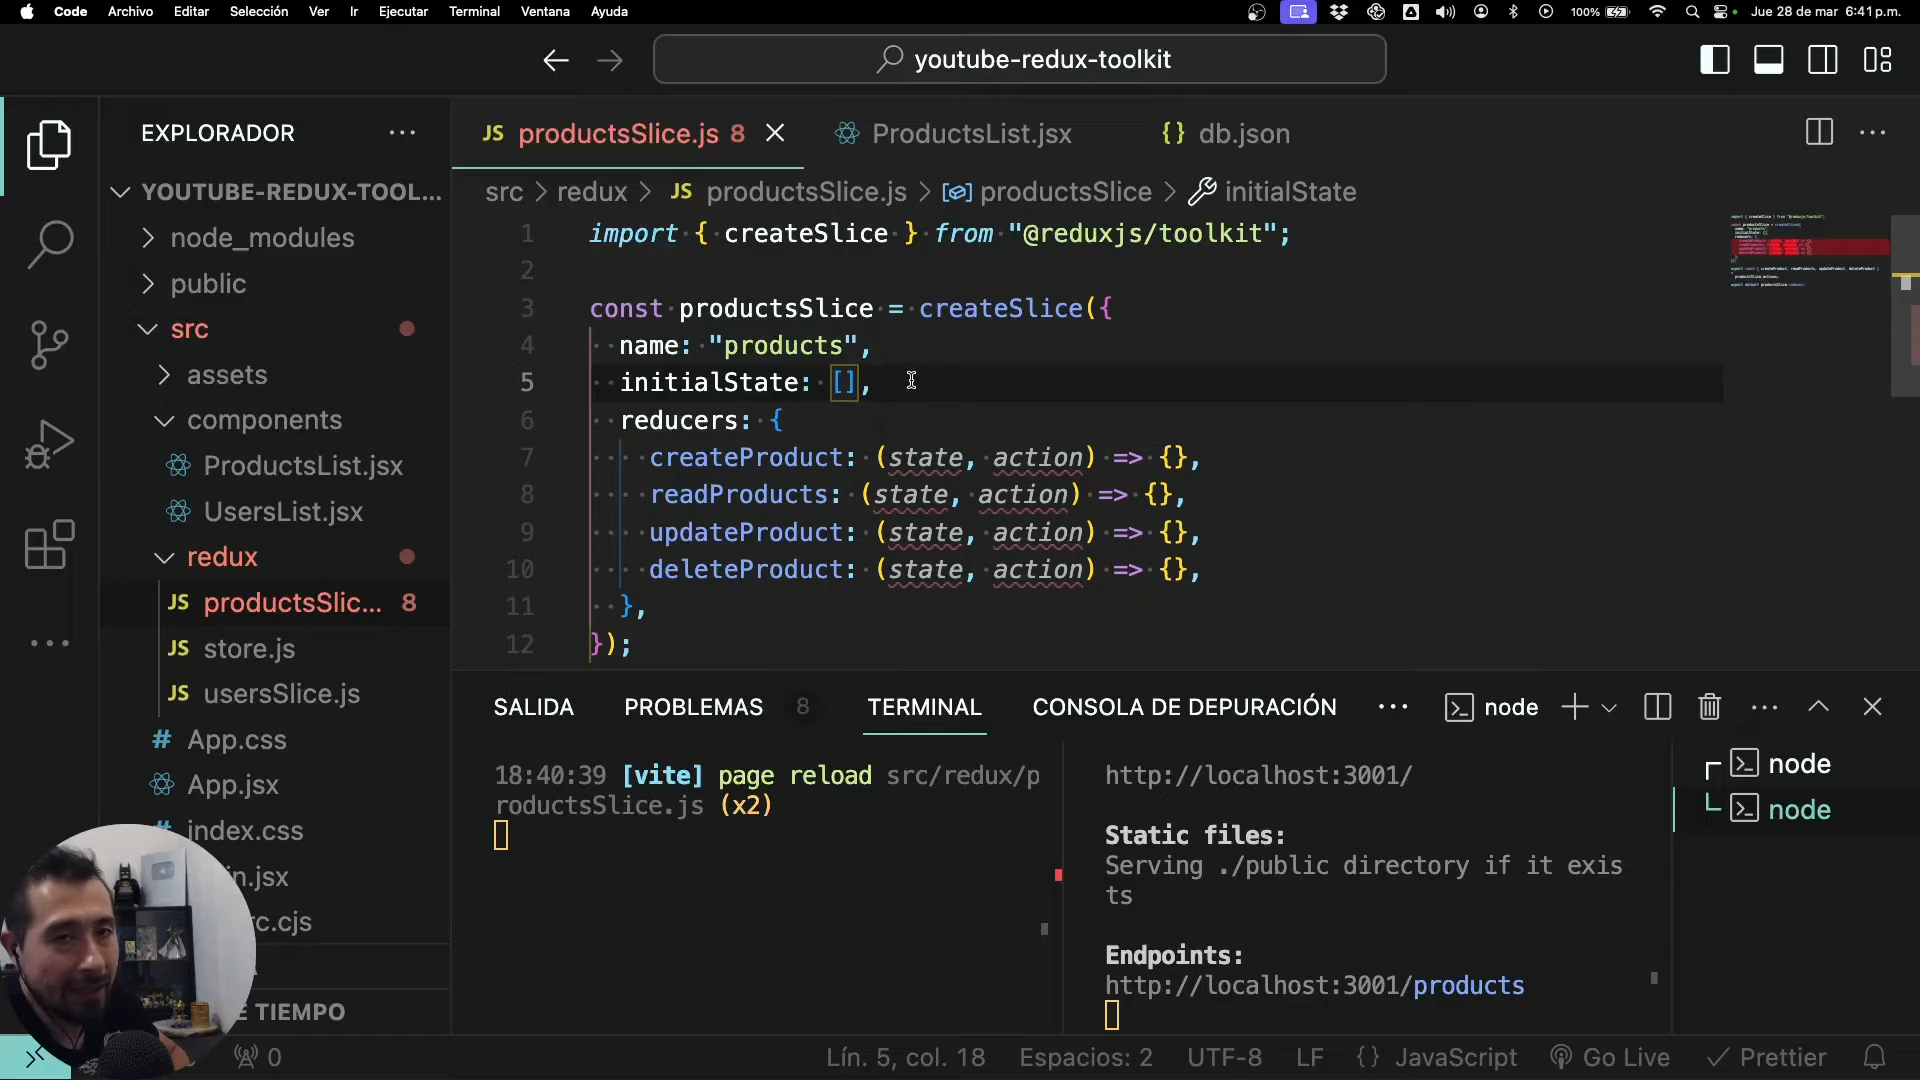 Code Archivo Editar Selección Ver Ir Ejecutar Terminal Ventana Ayuda
100% Jue 28 de mar 6:41 p.m.
youtube-redux-toolkit
EXPLORADOR
YOUTUBE-REDUX-TOOL...
node_modules
public
src
assets
components
ProductsList.jsx
UsersList.jsx
redux
JS productsSlic... 8
JS store.js
JS usersSlice.js
# App.css
App.jsx
index.css
in.jsx
rc.cjs
E TIEMPO
JS productsSlice.js 8
ProductsList.jsx
{} db.json
src > redux > JS productsSlice.js > productsSlice > initialState
1 import { createSlice } from "@reduxjs/toolkit";
2
3 const productsSlice = createSlice({
4 name: "products",
5 initialState: [],
6 reducers: {
7 createProduct: (state, action) => {},
8 readProducts: (state, action) => {},
9 updateProduct: (state, action) => {},
10 deleteProduct: (state, action) => {},
11 },
12 });
SALIDA PROBLEMAS 8 TERMINAL CONSOLA DE DEPURACIÓN ... node
18:40:39 [vite] page reload src/redux/p
roductsSlice.js (x2)
http://localhost:3001/
Static files:
Serving ./public directory if it exis
ts
Endpoints:
http://localhost:3001/products
node
node
0
Lín. 5, col. 18 Espacios: 2 UTF-8 LF {} JavaScript Go Live Prettier